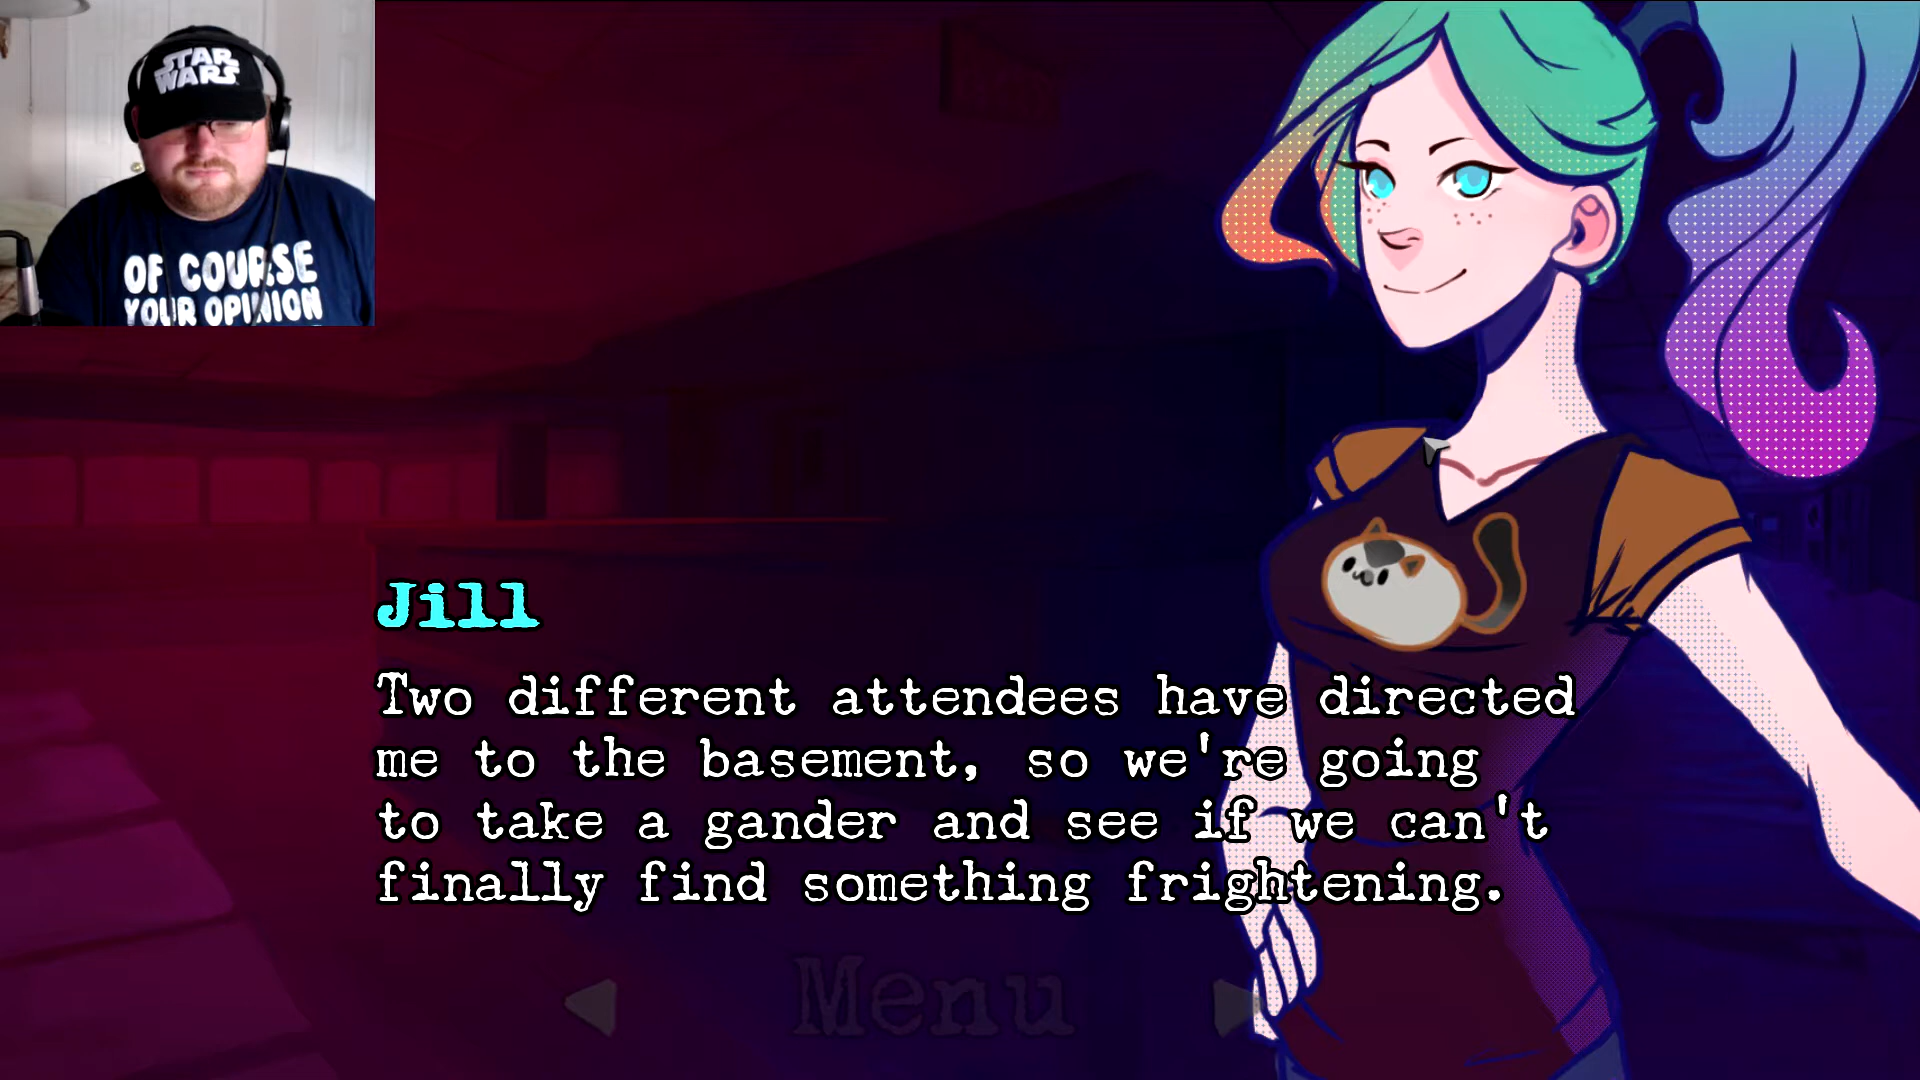 STAR
WARS
OF COURSE
YOUR OPINION
Jill
Two different attendees have directed
me to the basement, so we're going
to take a gander and see if we can't
finally find something frightening.
Menu